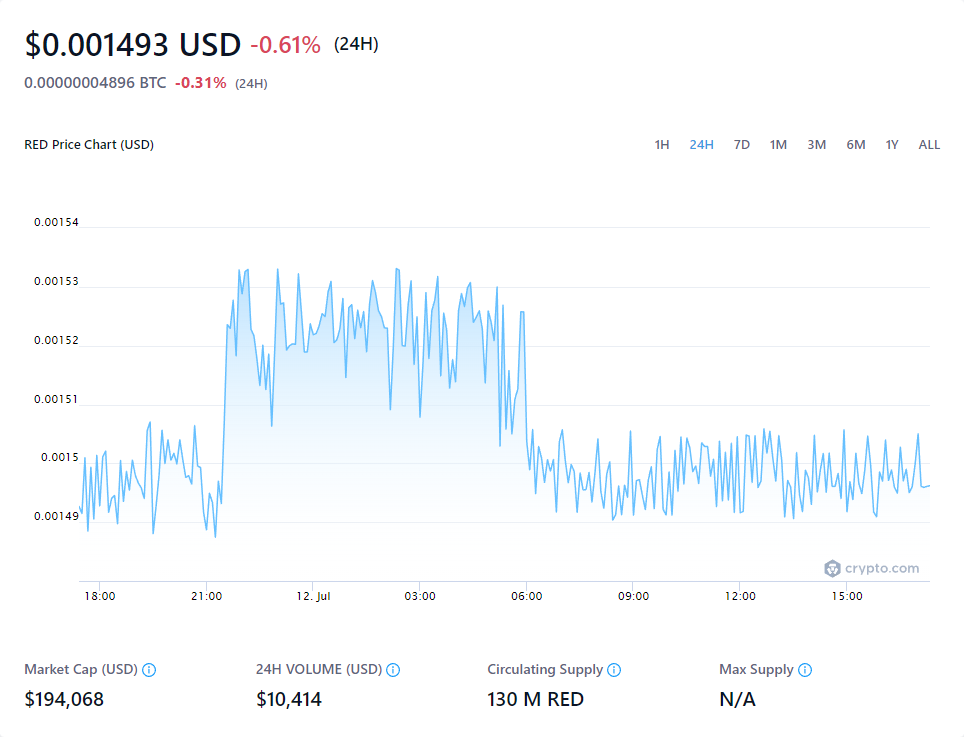 $0.001493 USD -0.61% (24H)
0.00000004896 BTC -0.31% (24H)
RED Price Chart (USD) 1H 24H 7D 1M 3M 6M 1Y ALL
0.00154
0.00153
0.00152
0.00151
0.0015
0.00149
crypto.com
18:00 21:00 12. Jul 03:00 06:00 09:00 12:00 15:00
Market Cap (USD) 24H VOLUME (USD) Circulating Supply Max Supply
$194,068 $10,414 130 M RED N/A